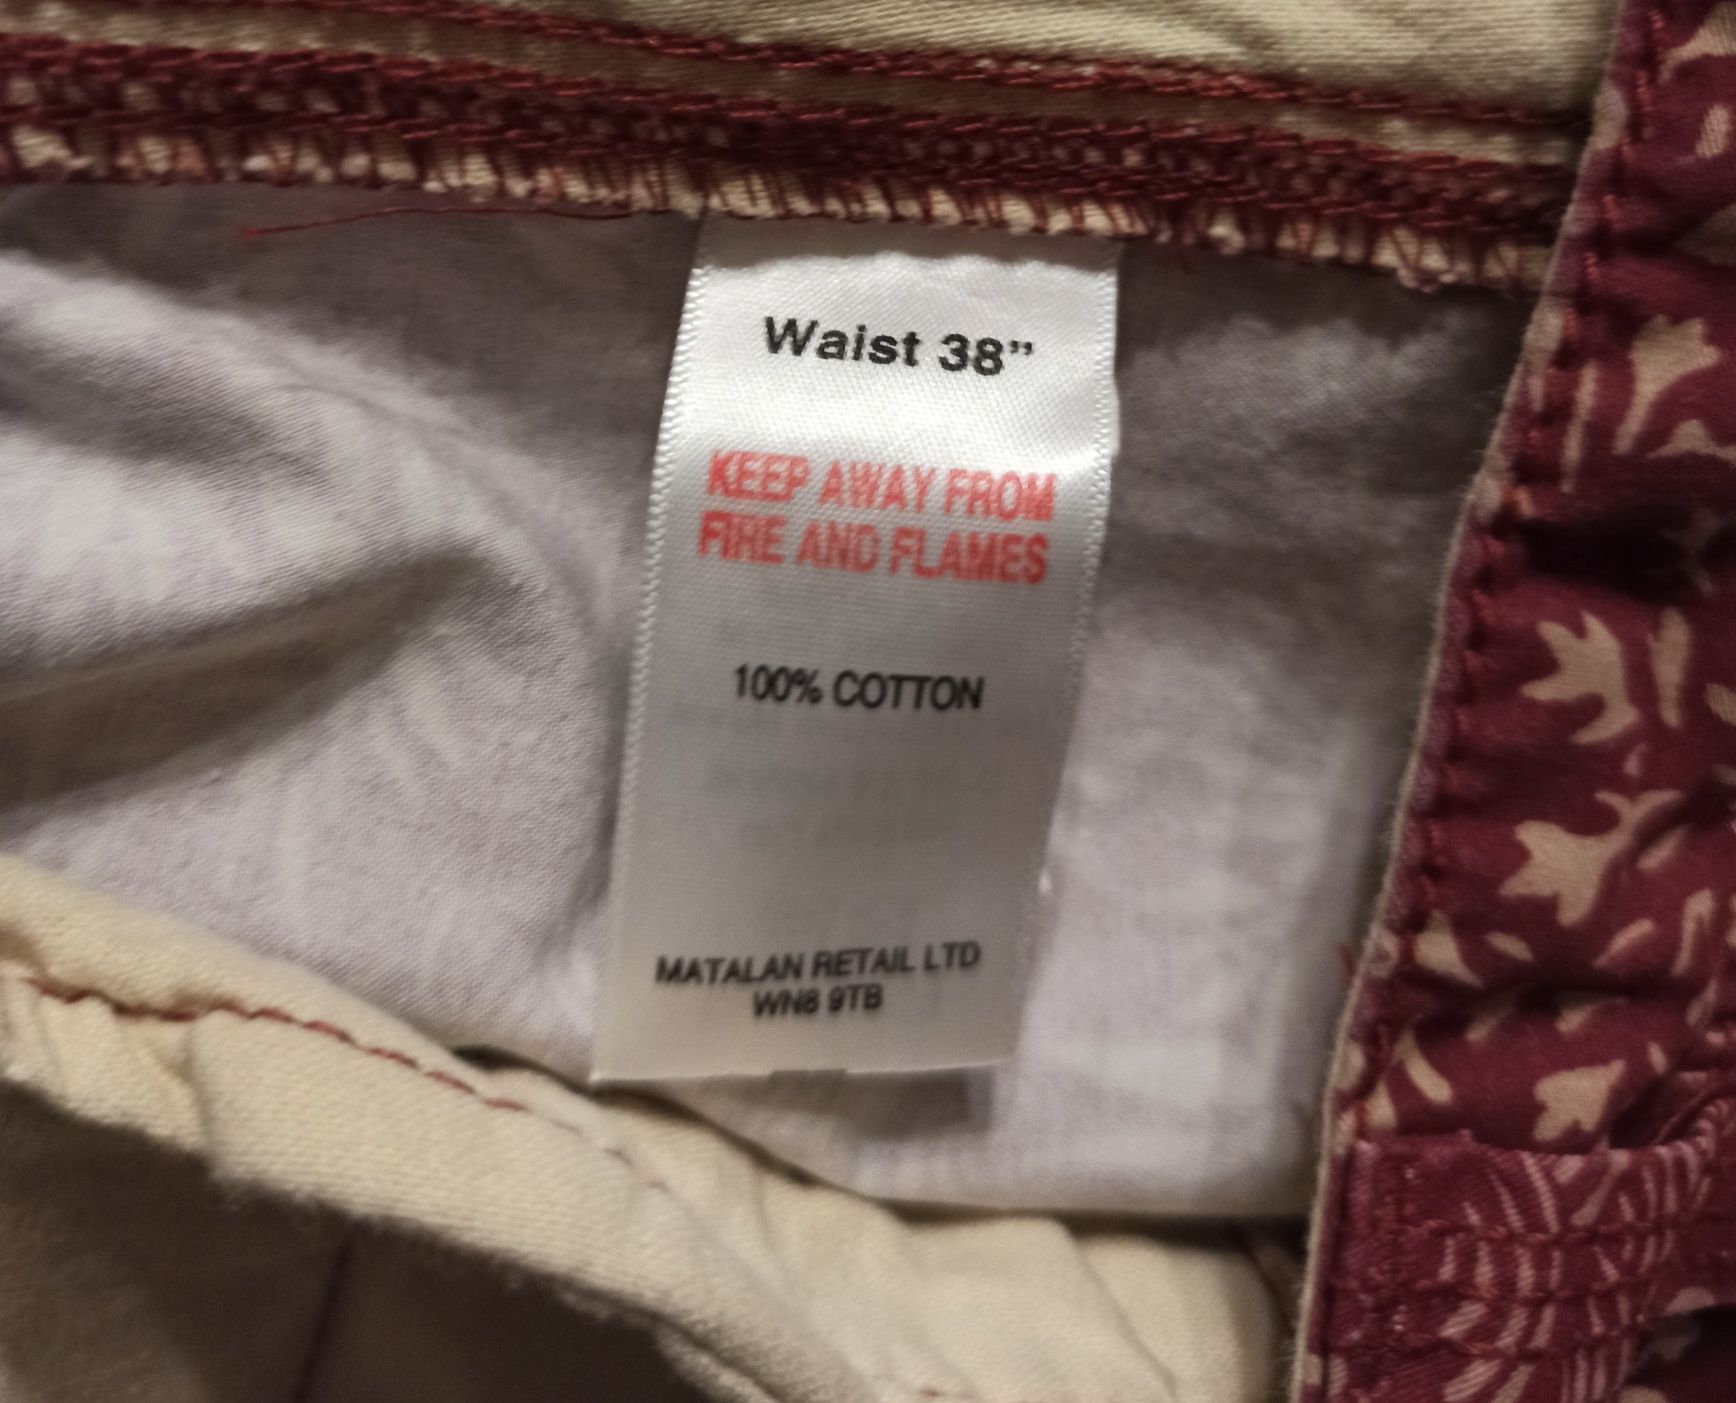 Waist 38”
KEEP AWAY FROM
FIRE AND FLAMES
100% COTTON
MATALAN RETAIL LTD
WN8 9TB